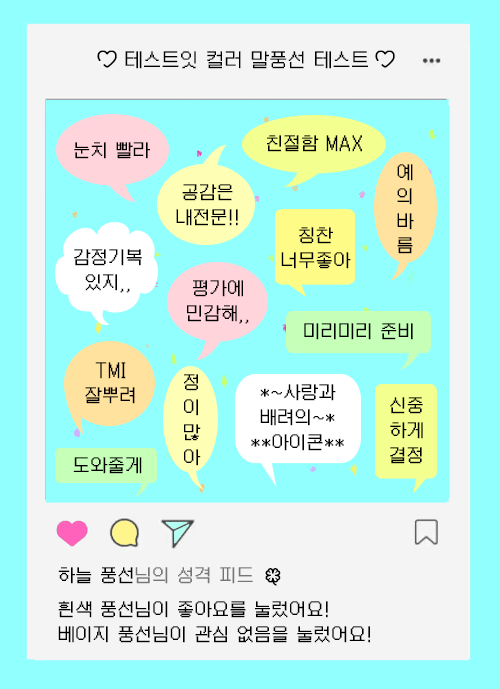 ♡ 테스트잇 컬러 말풍선 테스트 ♡
눈치 빨라
친절함 MAX
공감은
내전문!!
예
의
바
름
칭찬
너무좋아
감정기복
있지,,
평가에
민감해,,
미리미리 준비
TMI
잘뿌려
정
이
많
아
*~사랑과
배려의~*
**아이콘**
신중
하게
결정
도와줄게
하늘 풍선님의 성격 피드
흰색 풍선님이 좋아요를 눌렀어요!
베이지 풍선님이 관심 없음을 눌렀어요!